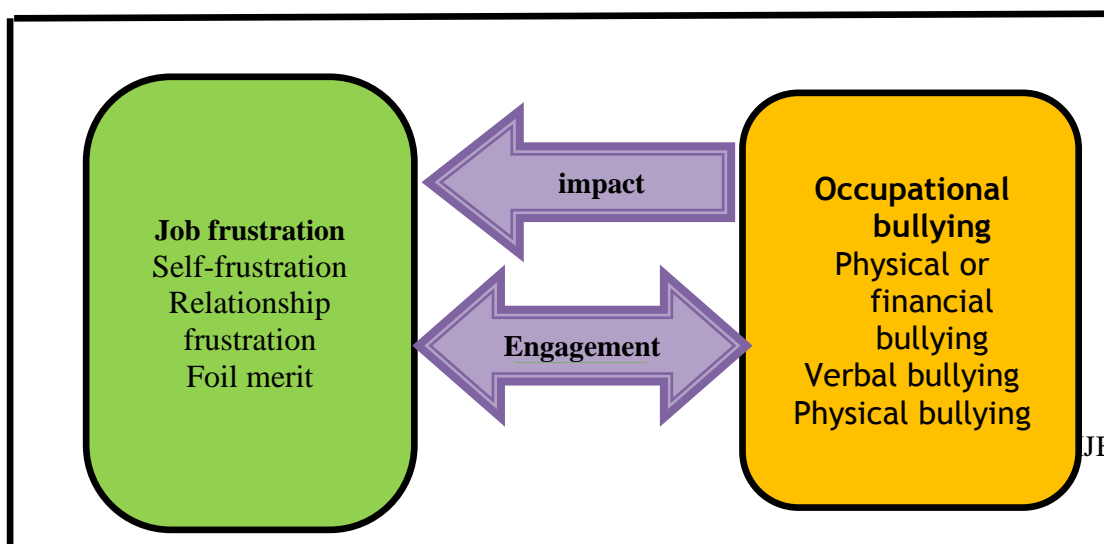 Job frustration
Self-frustration
Relationship
frustration
Foil merit
impact
Engagement
Occupational
bullying
Physical or
financial
bullying
Verbal bullying
Physical bullying